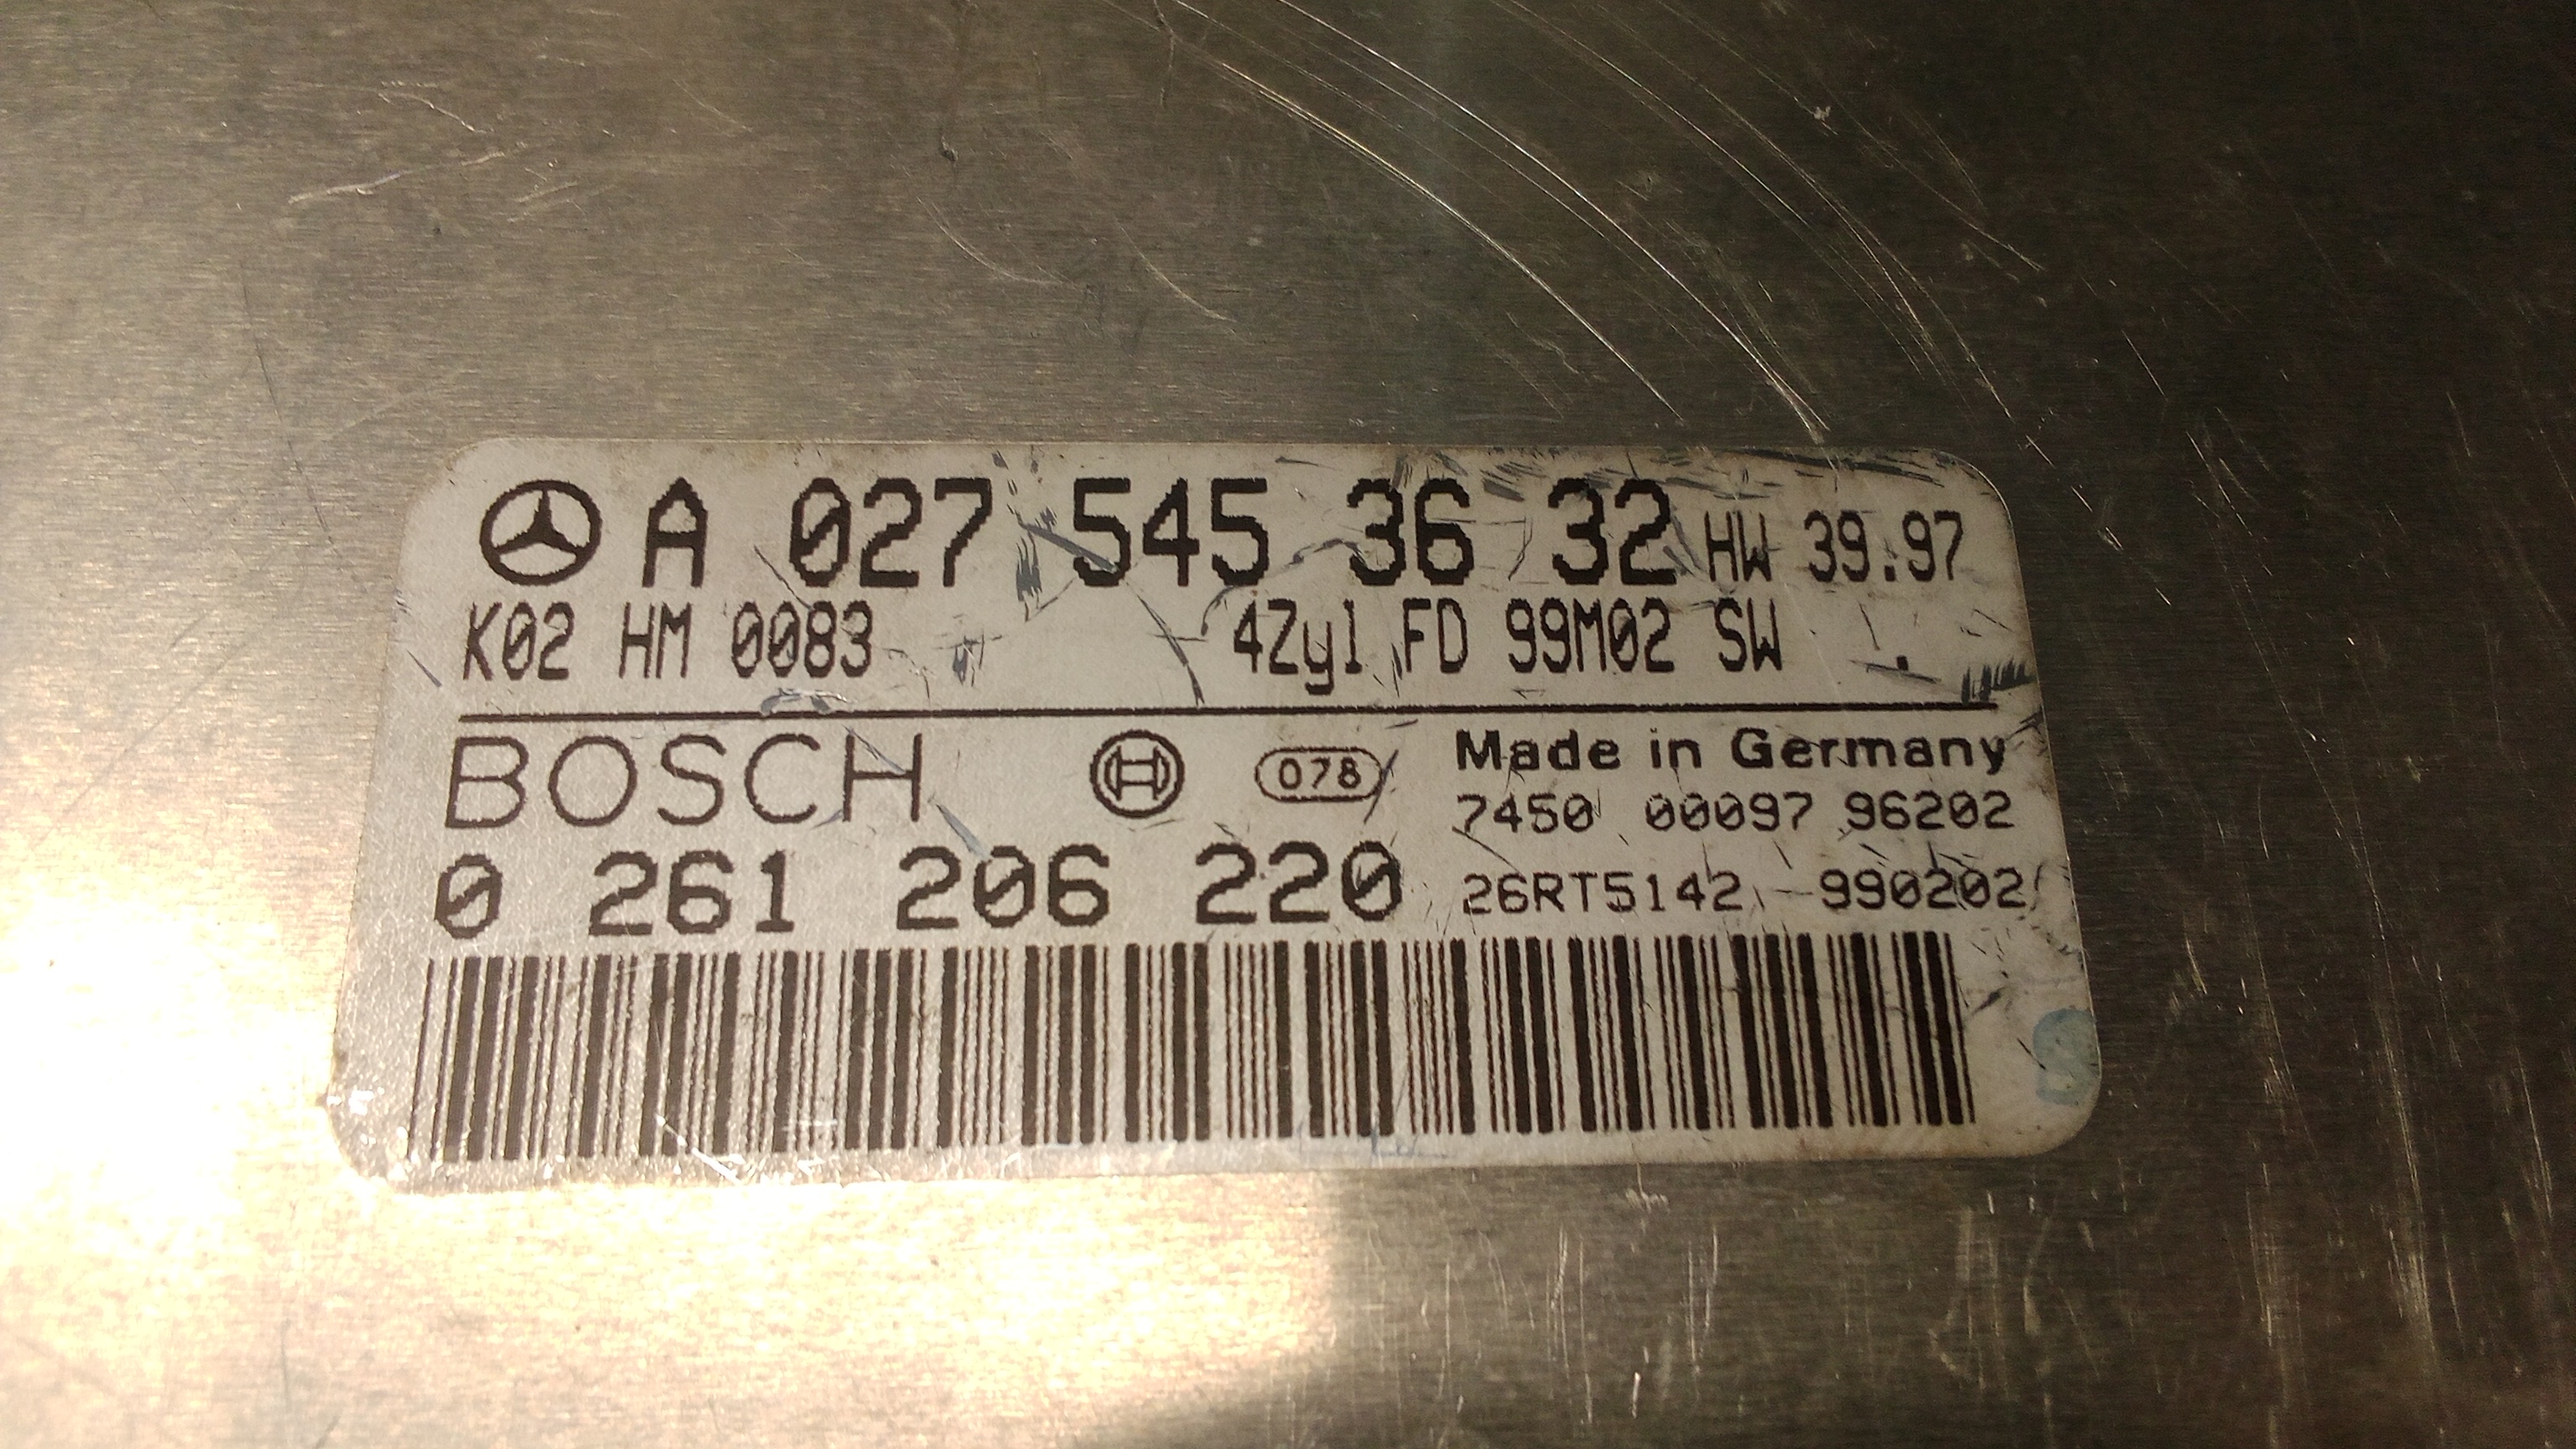 A 027 545 36 32 HW 39.97
K02 HM 0083 4Zyl FD 99M02 SW .
BOSCH 078 Made in Germany
7450 00097 96202
0 261 206 220 26RT5142 990202